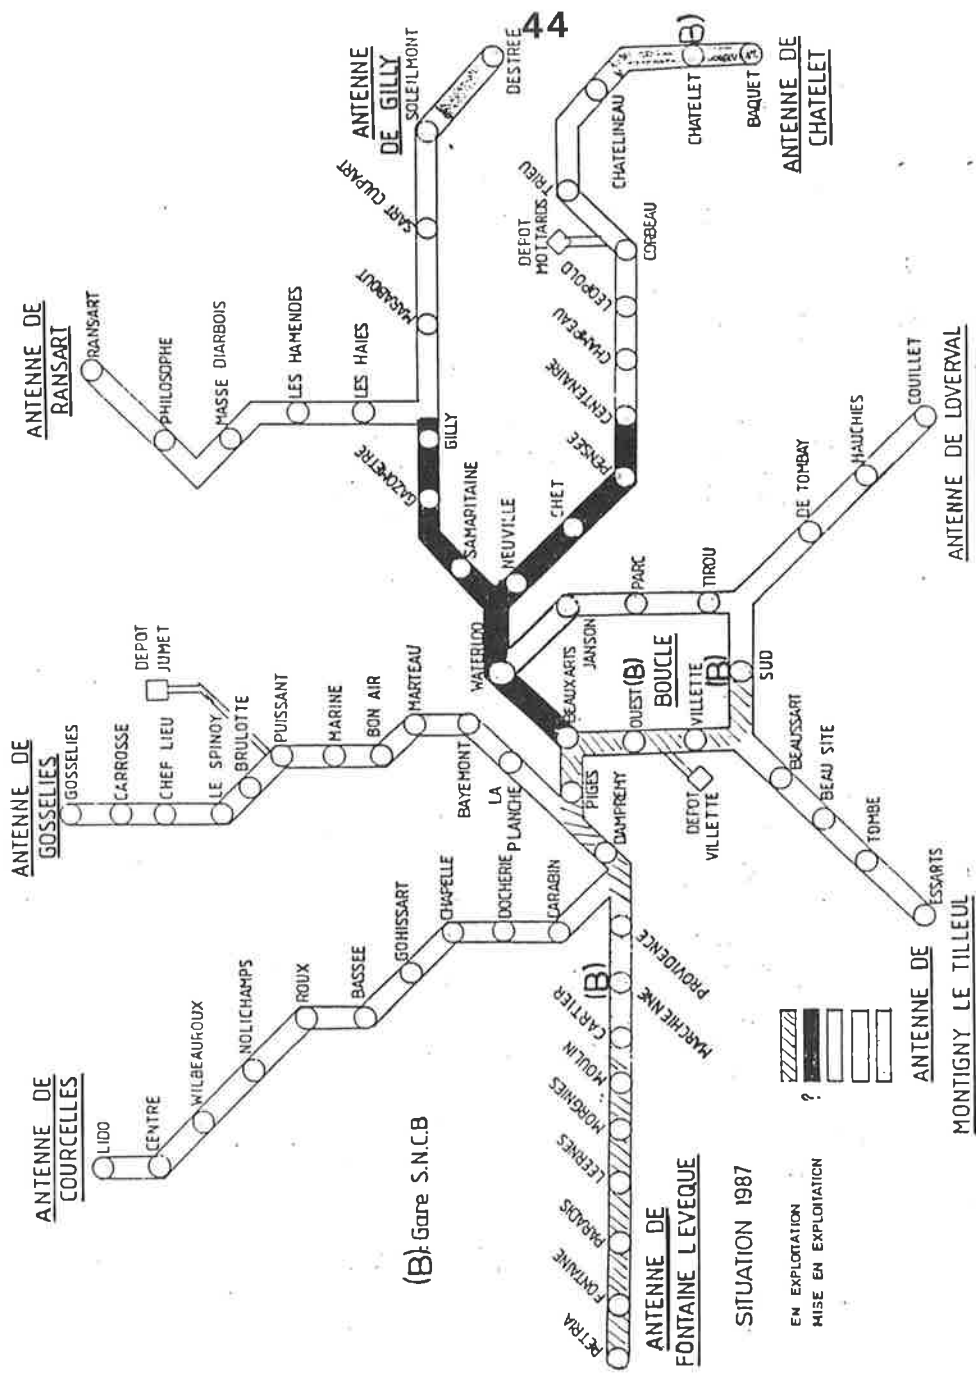 44
ANTENNE
DE GILLY
SOLEILMONT
DESTREE
SART CULPART
MARABOUT
GILLY
GAZOMETRE
SAMARITAINE
ANTENNE DE
CHATELET
BAQUET
CHATELET
(B)
CHATELINEAU
TRIEU
DEPOT
MOTTARDS
CORBEAU
LEOPOLD
CHAMPEAU
CENTENAIRE
PENSEE
CHET
NEUVILLE
ANTENNE DE
RANSART
RANSART
PHILOSOPHE
MASSE DIARBOIS
LES HAMENDES
LES HAIES
ANTENNE DE LOVERVAL
COUILLET
HAUCHIES
DE TOMBAY
TIROU
PARC
JANSON
WATERLOO
BEAUX ARTS
OUEST (B)
BOUCLE
VILLETTE
(B)
SUD
DEPOT
VILLETTE
ANTENNE DE
GOSSELIES
GOSSELIES
CARROSSE
CHEF LIEU
LE SPINOY
BRULOTTE
DEPOT
JUMET
PUISSANT
MARINE
BON AIR
MARTEAU
BAYEMONT
LA
PLANCHE
PIGES
DAMPREMY
BEAUSSART
BEAU SITE
TOMBE
ESSARTS
ANTENNE DE
MONTIGNY LE TILLEUL
ANTENNE DE
COURCELLES
LIDO
CENTRE
WILBEAUROUX
NOLICHAMPS
ROUX
BASSEE
GOHISSART
CHAPELLE
DOCHERIE
CARABIN
PROVIDENCE
(B)
MARCHIENNE
CARTIER
MOULIN
MORGNIES
LEERNES
PARADIS
FONTAINE
PETRIA
ANTENNE DE
FONTAINE LEVEQUE
(B): Gare S.N.C.B
SITUATION 1987
EN EXPLOITATION
MISE EN EXPLOITATION ?